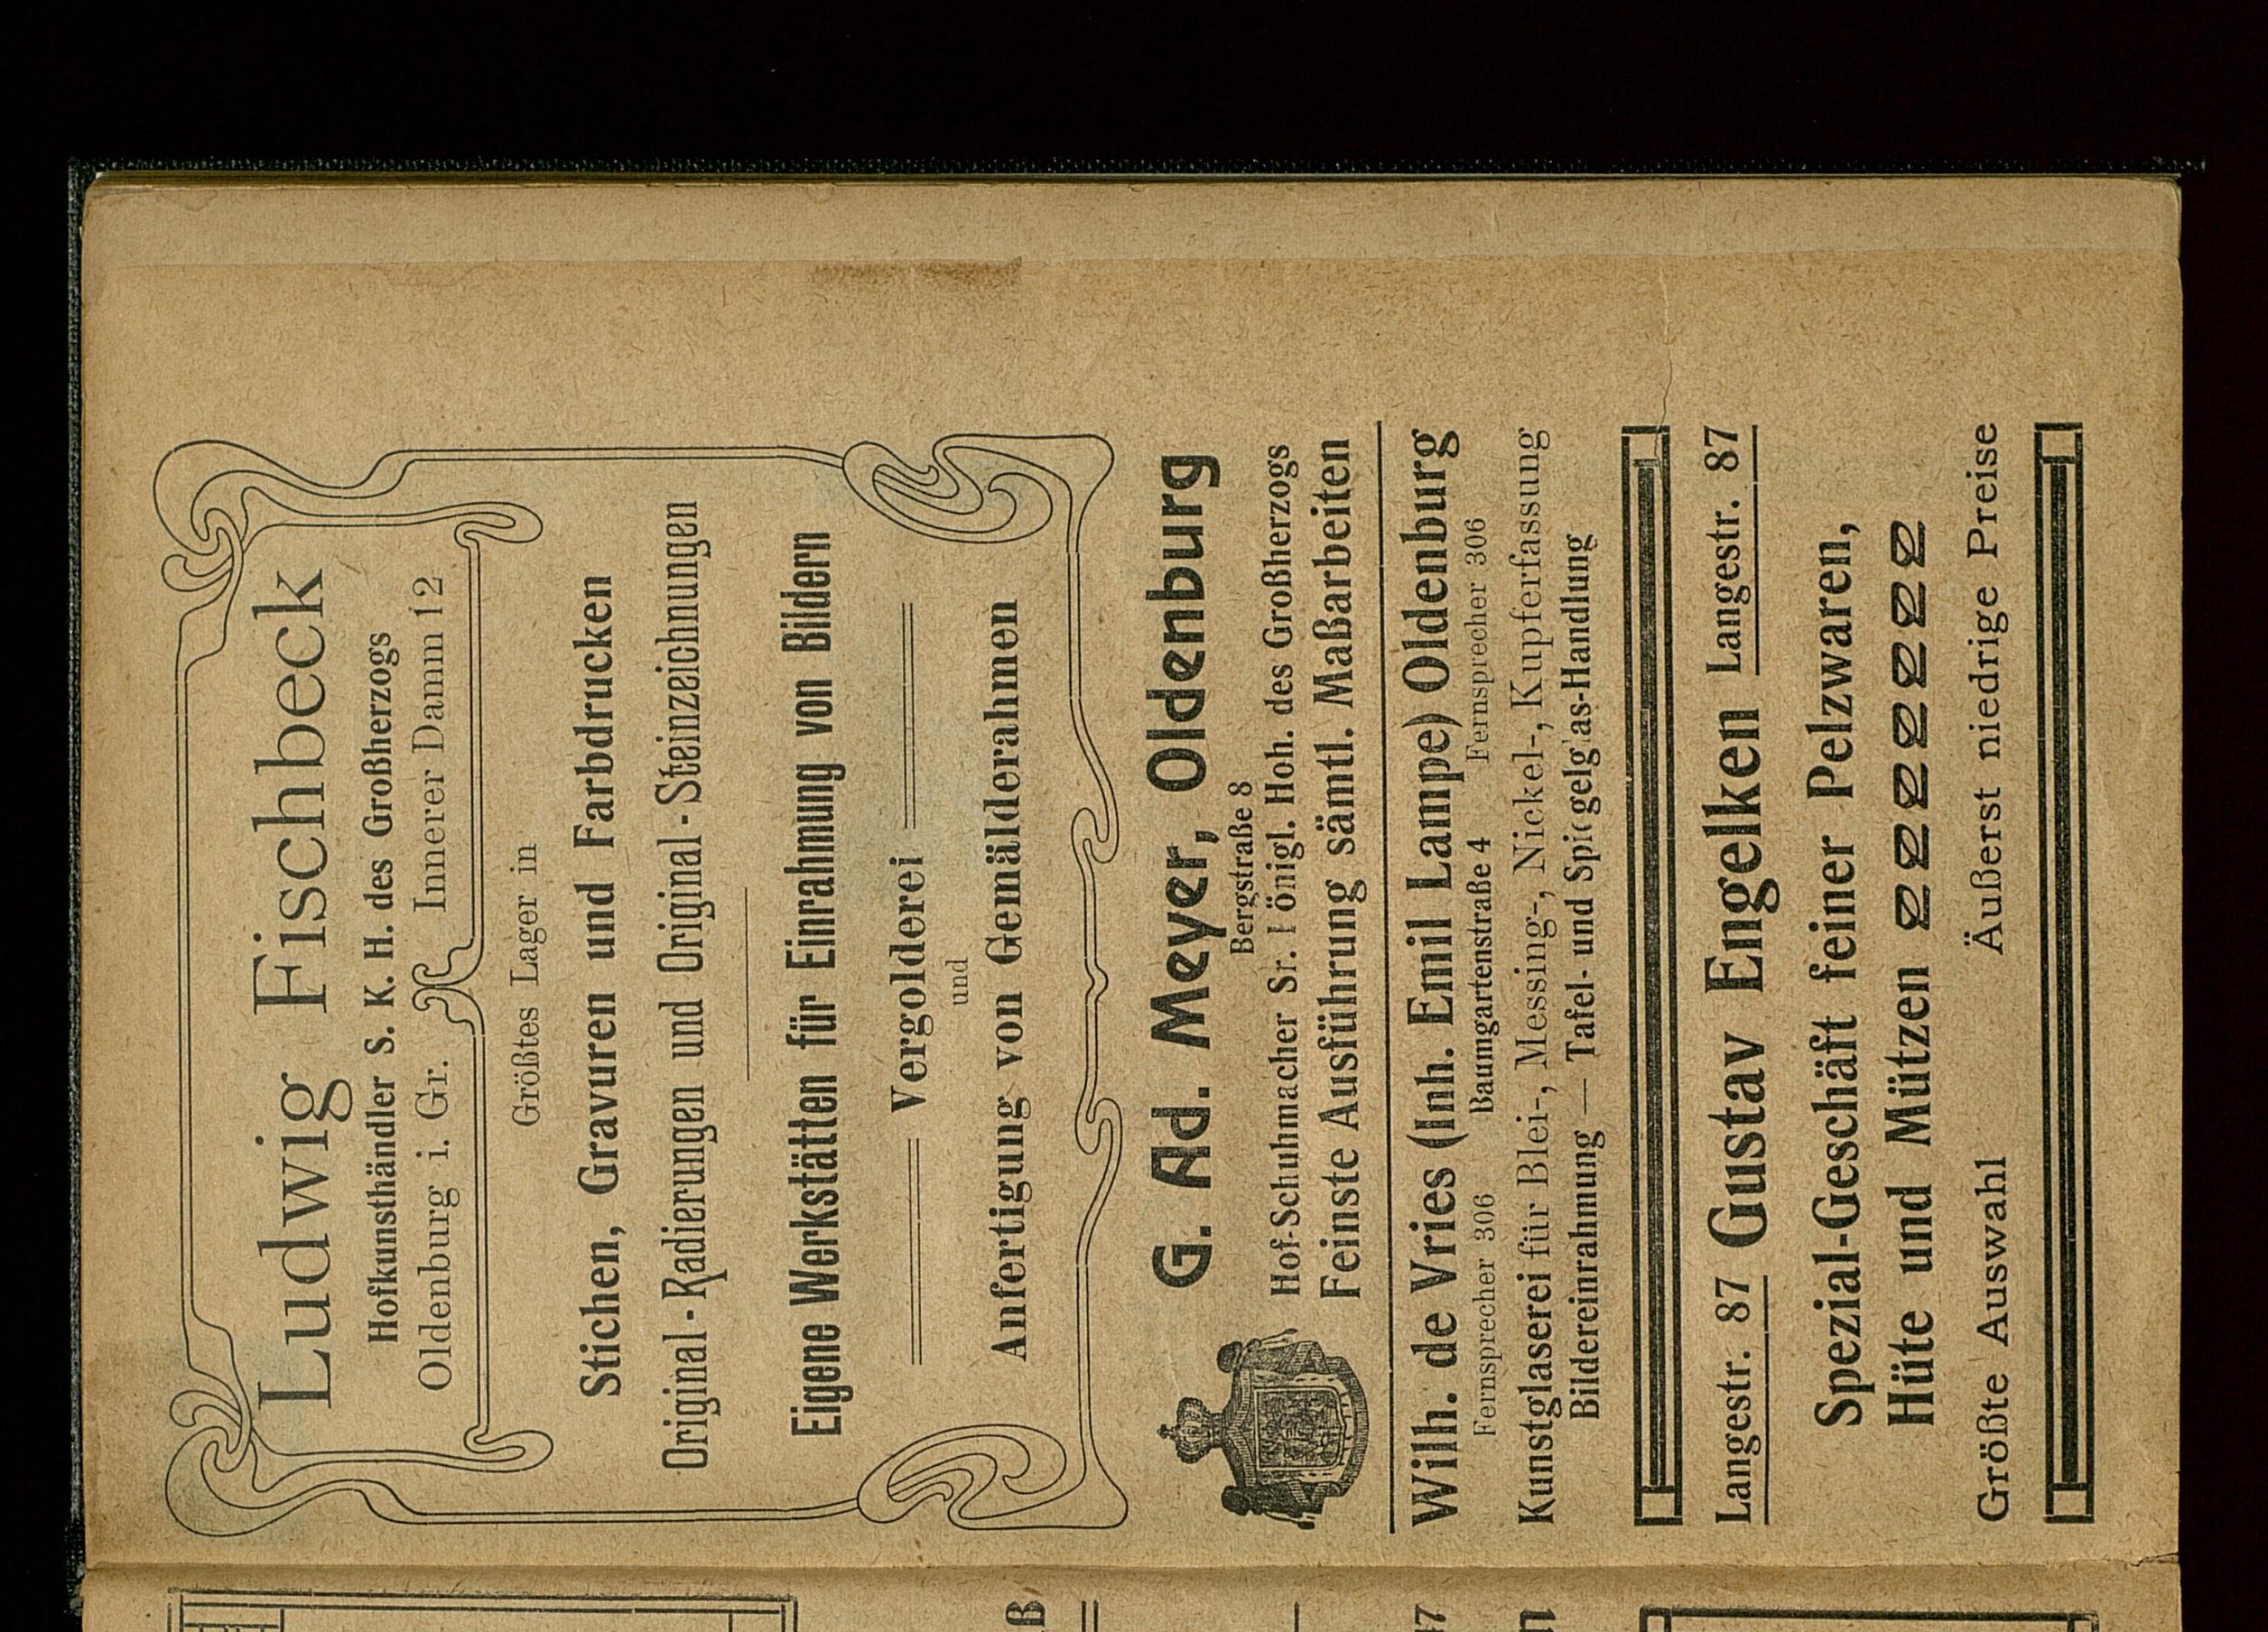 Ludwig Fischbeck
Hofkunsthändler S. K. H. des Großherzogs
Oldenburg i. Gr. Innerer Damm 12
Größtes Lager in
Stichen, Gravuren und Farbdrucken
Original-Radierungen und Original-Steinzeichnungen
Eigene Werkstätten für Einrahmung von Bildern
Vergolderei
und
Anfertigung von Gemälderahmen
G. Ad. Meyer, Oldenburg
Bergstraße 8
Hof-Schuhmacher Sr. önigl. Hoh. des Großherzogs
Feinste Ausführung sämtl. Maßarbeiten
Wilh. de Vries (Inh. Emil Lampe) Oldenburg
Fernsprecher 306 Baumgartenstraße 4 Fernsprecher 306
Kunstglaserei für Blei-, Messing-, Nickel-, Kupferfassung
Bildereinrahmung — Tafel- und Spiegelglas-Handlung
Langestr. 87 Gustav Engelken Langestr. 87
Spezial-Geschäft feiner Pelzwaren,
Hüte und Mützen
Größte Auswahl Äußerst niedrige Preise
ß
87
n